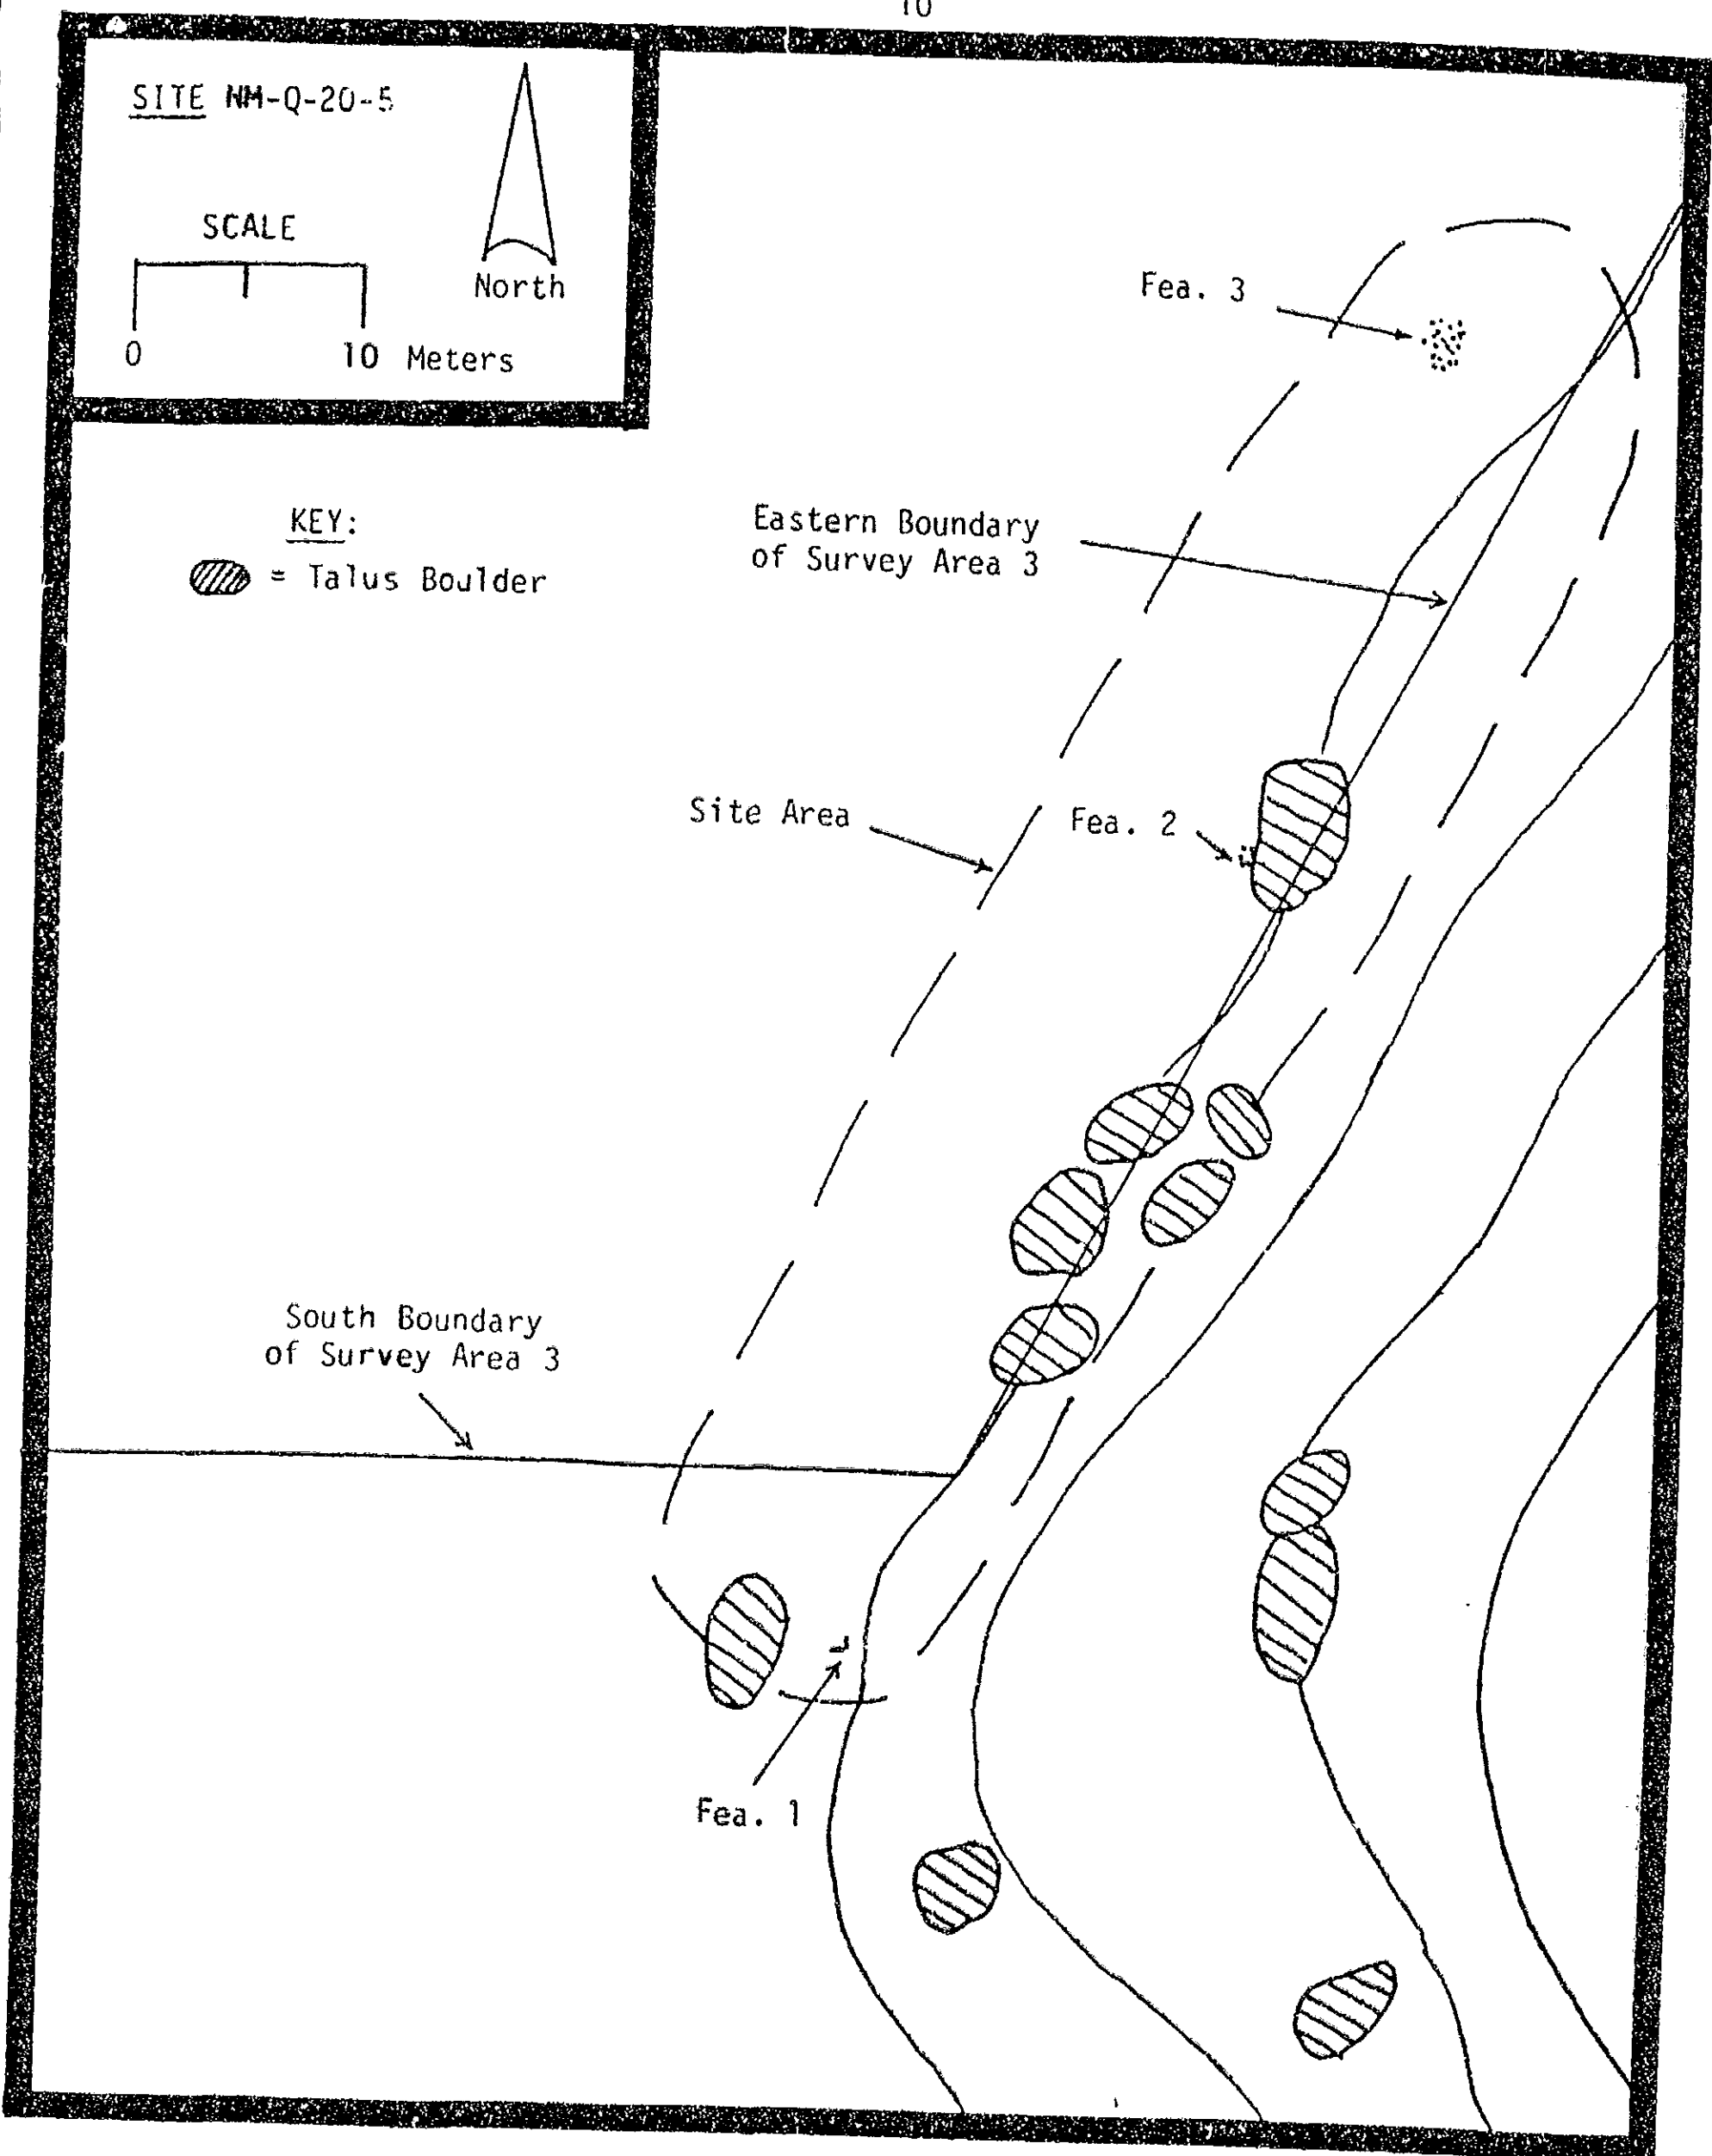 10
SITE NM-Q-20-5
SCALE
North
0 10 Meters
Fea. 3
KEY:
= Talus Boulder
Eastern Boundary
of Survey Area 3
Site Area
Fea. 2
South Boundary
of Survey Area 3
Fea. 1